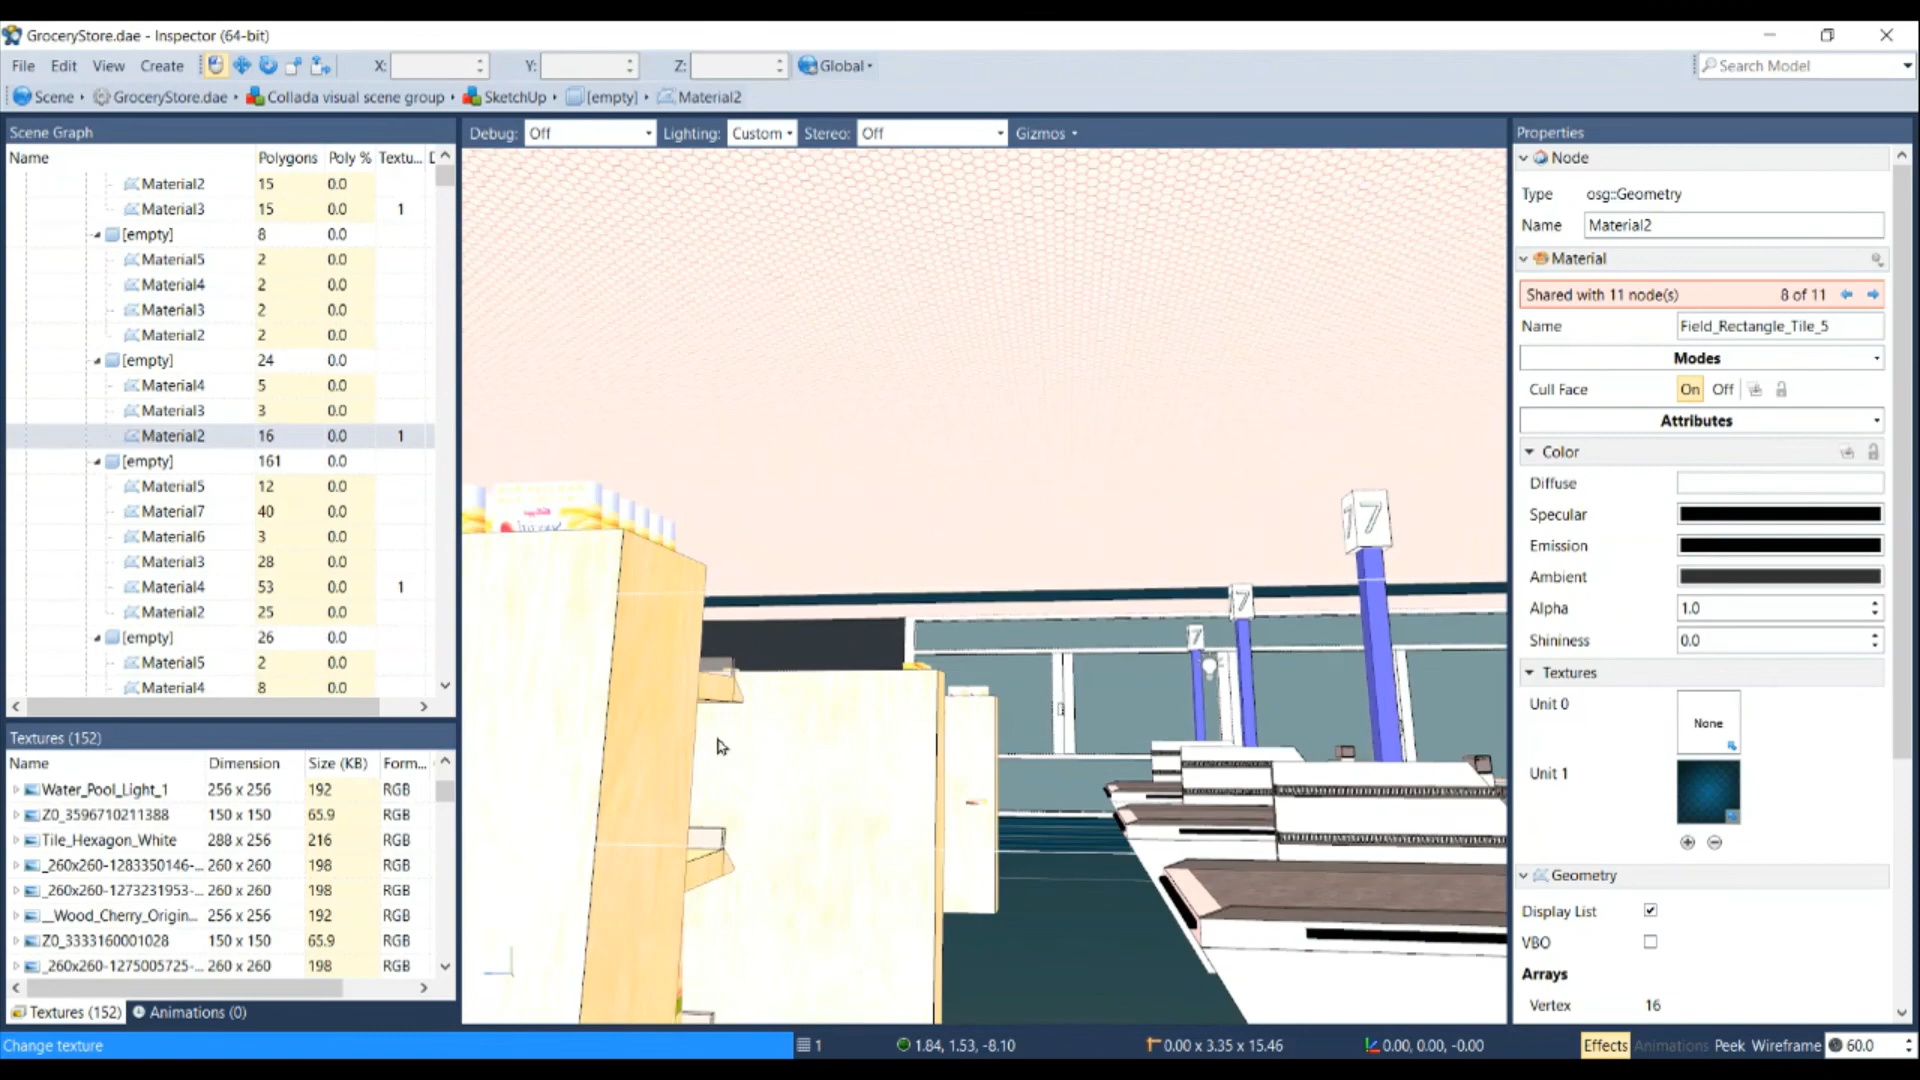 GroceryStore.dae - Inspector (64-bit)
File Edit View Create X: Y: Z: Global Search Model
Scene GroceryStore.dae Collada visual scene group SketchUp [empty] Material2
Scene Graph
Name Polygons Poly % Textu...
Material2 15 0.0
Material3 15 0.0 1
[empty] 8 0.0
Material5 2 0.0
Material4 2 0.0
Material3 2 0.0
Material2 2 0.0
[empty] 24 0.0
Material4 5 0.0
Material3 3 0.0
Material2 16 0.0 1
[empty] 161 0.0
Material5 12 0.0
Material7 40 0.0
Material6 3 0.0
Material3 28 0.0
Material4 53 0.0 1
Material2 25 0.0
[empty] 26 0.0
Material5 2 0.0
Material4 8 0.0
Textures (152)
Name Dimension Size (KB) Form...
Water_Pool_Light_1 256 x 256 192 RGB
Z0_3596710211388 150 x 150 65.9 RGB
Tile_Hexagon_White 288 x 256 216 RGB
_260x260-1283350146-... 260 x 260 198 RGB
_260x260-1273231953-... 260 x 260 198 RGB
__Wood_Cherry_Origin... 256 x 256 192 RGB
Z0_3333160001028 150 x 150 65.9 RGB
_260x260-1275005725-... 260 x 260 198 RGB
Textures (152) Animations (0)
Debug: Off Lighting: Custom Stereo: Off Gizmos
17
7
7
Properties
Node
Type osg::Geometry
Name Material2
Material
Shared with 11 node(s) 8 of 11
Name Field_Rectangle_Tile_5
Modes
Cull Face On Off
Attributes
Color
Diffuse
Specular
Emission
Ambient
Alpha 1.0
Shininess 0.0
Textures
Unit 0 None
Unit 1
Geometry
Display List
VBO
Arrays
Vertex 16
Change texture 1 1.84, 1.53, -8.10 0.00 x 3.35 x 15.46 0.00, 0.00, -0.00 Effects Animations Peek Wireframe 60.0